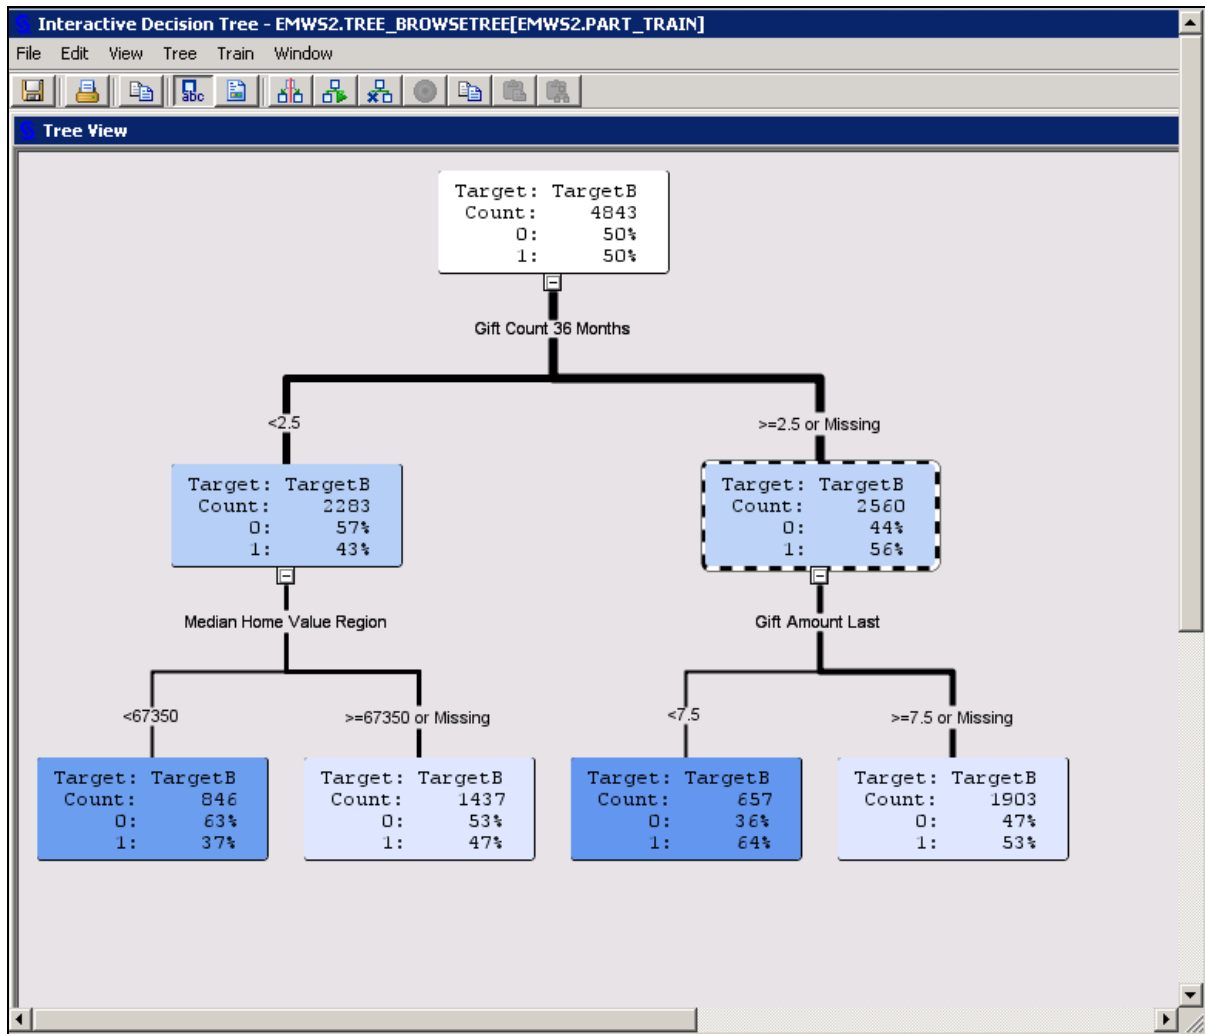 Interactive Decision Tree - EMWS2.TREE_BROWSETREE[EMWS2.PART_TRAIN]
File Edit View Tree Train Window
abc
Tree View
Target: TargetB
Count: 4843
0: 50%
1: 50%
Gift Count 36 Months
<2.5
>=2.5 or Missing
Target: TargetB
Count: 2283
0: 57%
1: 43%
Target: TargetB
Count: 2560
0: 44%
1: 56%
Median Home Value Region
Gift Amount Last
<67350
>=67350 or Missing
<7.5
>=7.5 or Missing
Target: TargetB
Count: 846
0: 63%
1: 37%
Target: TargetB
Count: 1437
0: 53%
1: 47%
Target: TargetB
Count: 657
0: 36%
1: 64%
Target: TargetB
Count: 1903
0: 47%
1: 53%